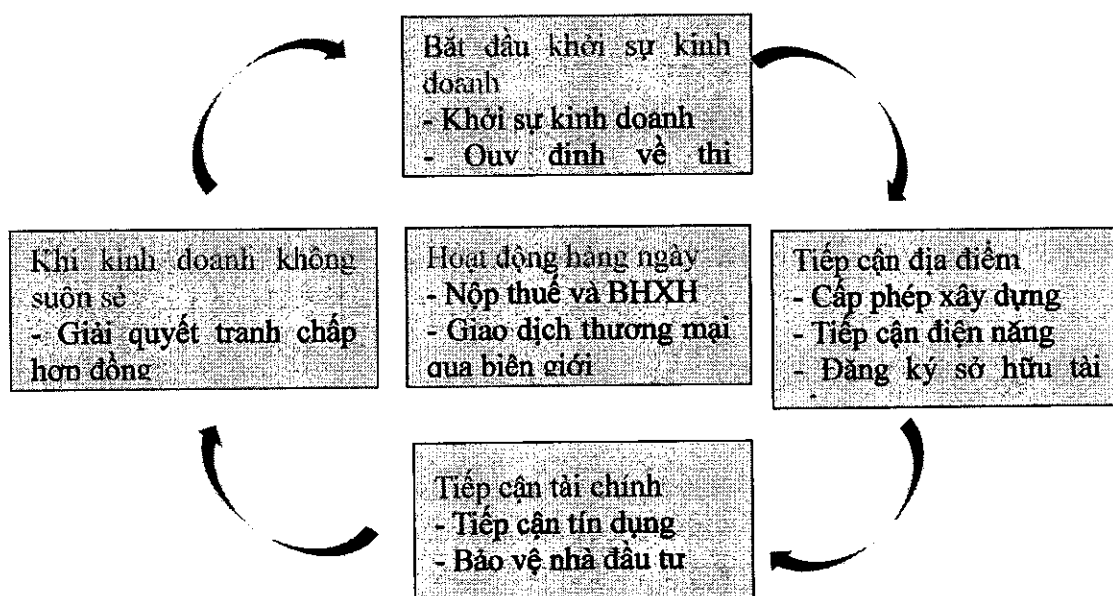 Bắt đầu khởi sự kinh
doanh
- Khởi sự kinh doanh
- Quy định về thị
Khi kinh doanh không
suôn sẻ
- Giải quyết tranh chấp
hợp đồng
Hoạt động hàng ngày
- Nộp thuế và BHXH
- Giao dịch thương mại
qua biên giới
Tiếp cận địa điểm
- Cấp phép xây dựng
- Tiếp cận điện năng
- Đăng ký sở hữu tài
Tiếp cận tài chính
- Tiếp cận tín dụng
- Bảo vệ nhà đầu tư